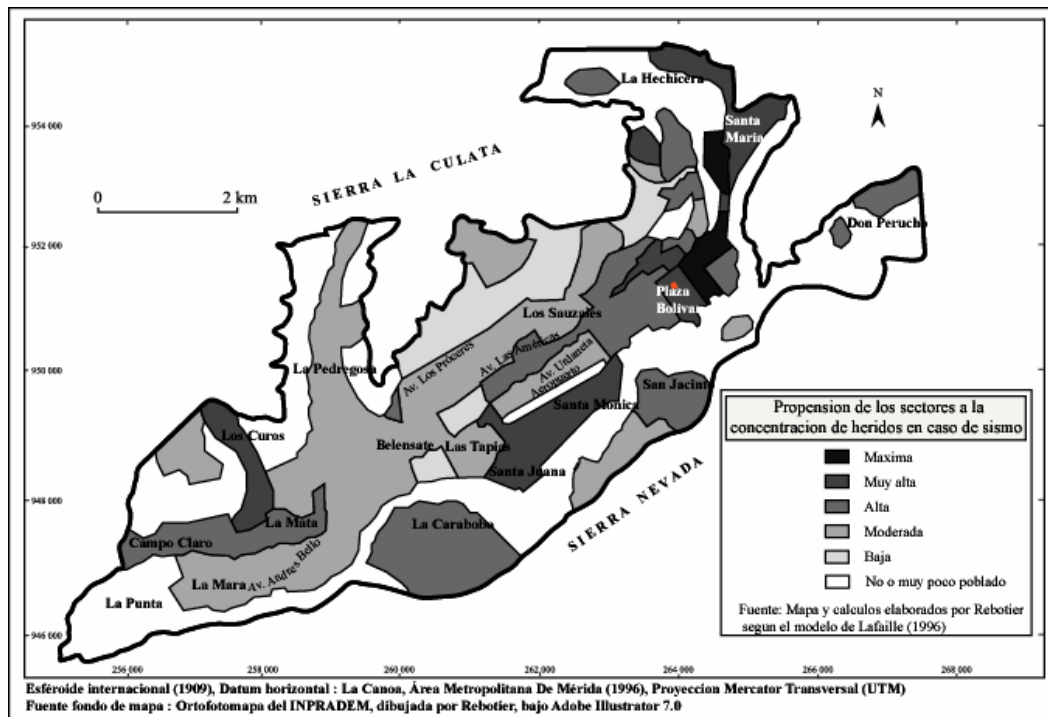 La Hechicera
N
954 000
Santa
Maria
SIERRA LA CULATA
0 2 km
952 000
Don Perucho
Plaza
Bolivar
Los Sauzales
Av. Los Próceres
Av. Las Américas
Av. Urdaneta
Aeropuerto
950 000
La Pedregosa
San Jacinto
Santa Monica
Los Curos
Belensate
Las Tapias
Santa Juana
SIERRA NEVADA
948 000
La Mata
La Carabobo
Campo Claro
Av. Andres Bello
La Mara
La Punta
946 000
256 000 258 000 260 000 262 000 264 000 266 000 268 000
Propension de los sectores a la
concentracion de heridos en caso de sismo
Maxima
Muy alta
Alta
Moderada
Baja
No o muy poco poblado
Fuente: Mapa y calculos elaborados por Rebotier
segun el modelo de Lafaille (1996)
Esféroide internacional (1909), Datum horizontal : La Canoa, Área Metropolitana De Mérida (1996), Proyeccion Mercator Transversal (UTM)
Fuente fondo de mapa : Ortofotomapa del INPRADEM, dibujada por Rebotier, bajo Adobe Illustrator 7.0